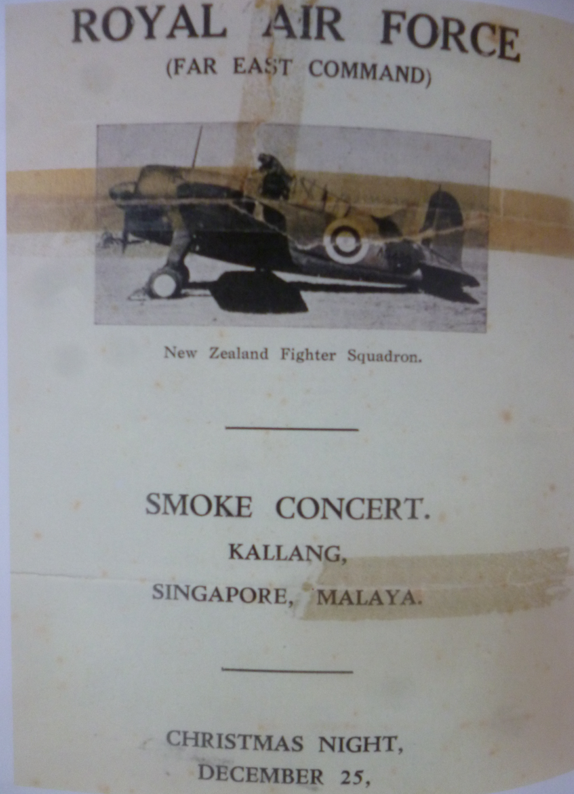 ROYAL AIR FORCE
(FAR EAST COMMAND)
New Zealand Fighter Squadron.
SMOKE CONCERT.
KALLANG,
SINGAPORE, MALAYA.
CHRISTMAS NIGHT,
DECEMBER 25,